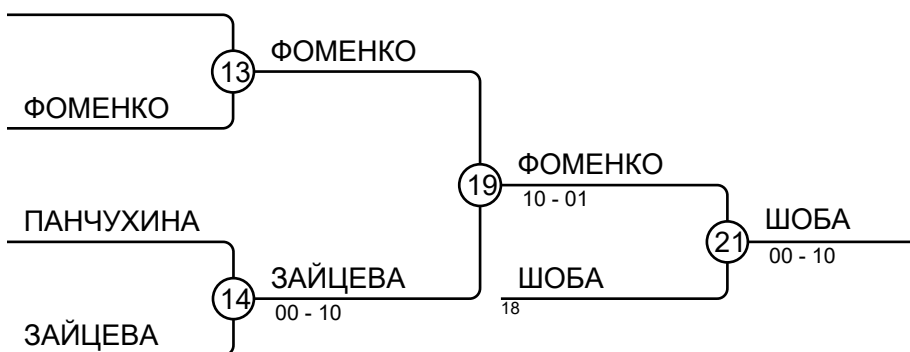 ФОМЕНКО
13
ФОМЕНКО
ФОМЕНКО
19
10 - 01
ПАНЧУХИНА
ШОБА
21
00 - 10
ЗАЙЦЕВА
ШОБА
14
00 - 10
18
ЗАЙЦЕВА